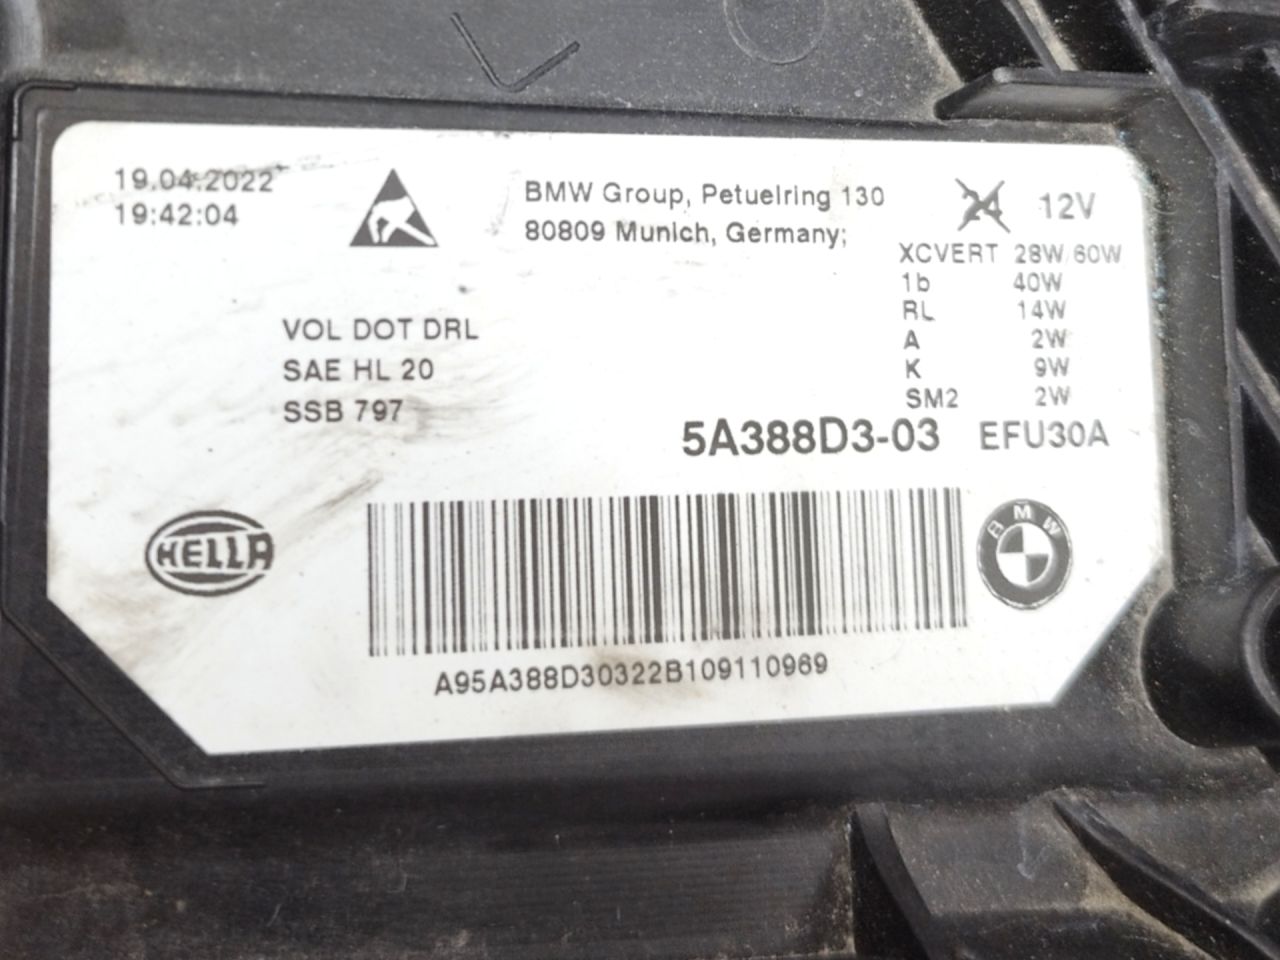 19.04.2022
19:42:04
BMW Group, Petuelring 130
80809 Munich, Germany;
24 12V
XCVERT 28W/60W
1b 40W
RL 14W
A 2W
K 9W
SM2 2W
VOL DOT DRL
SAE HL 20
SSB 797
5A388D3-03 EFU30A
HELLA
BMW
A95A388D30322B109110969